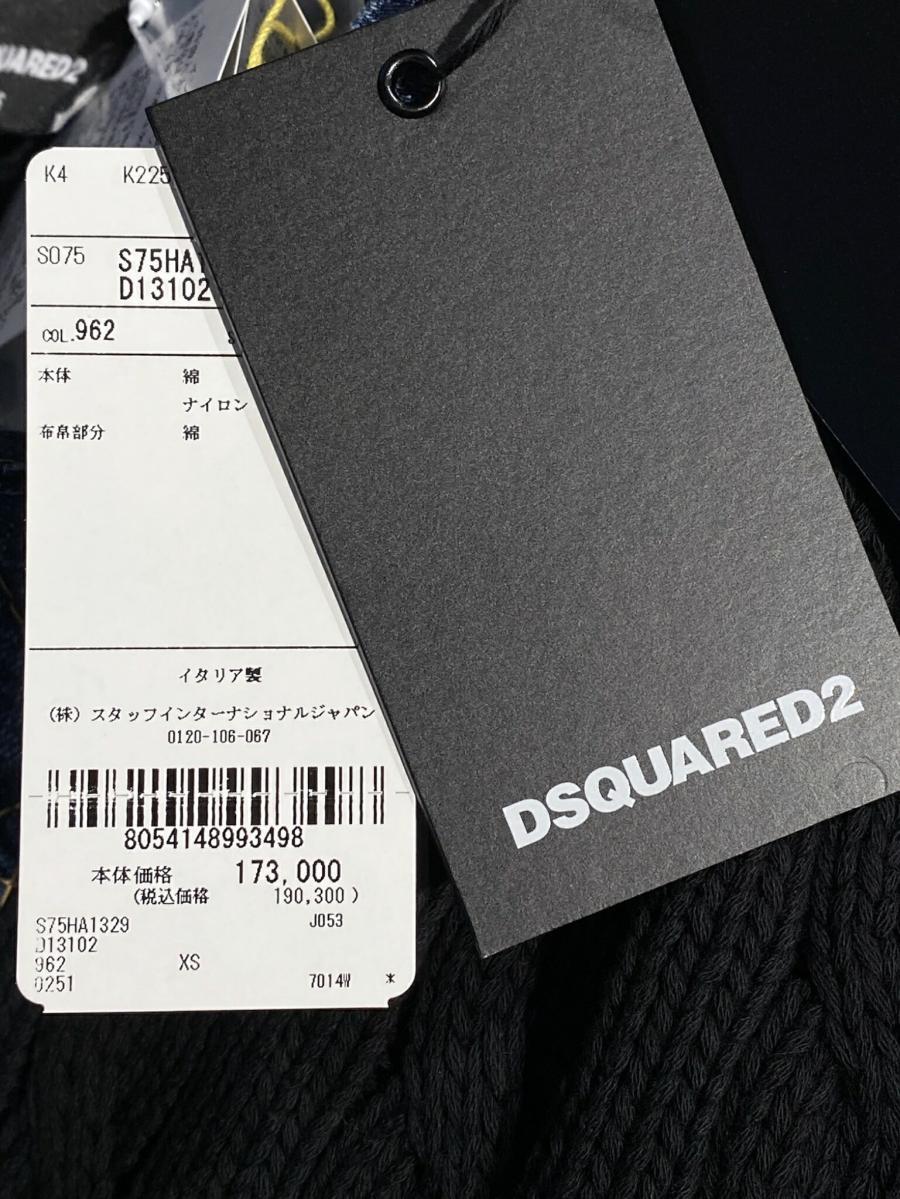 QUARED2
K4 K225
S075 S75HA1
D13102
COL.962 S
本体 綿
ナイロン
布帛部分 綿
イタリア製
(株)スタッフインターナショナルジャパン
0120-106-067
8054148993498
本体価格 173,000
(税込価格 190,300)
S75HA1329 J053
D13102
962 XS
0251 7014W *
DSQUARED2